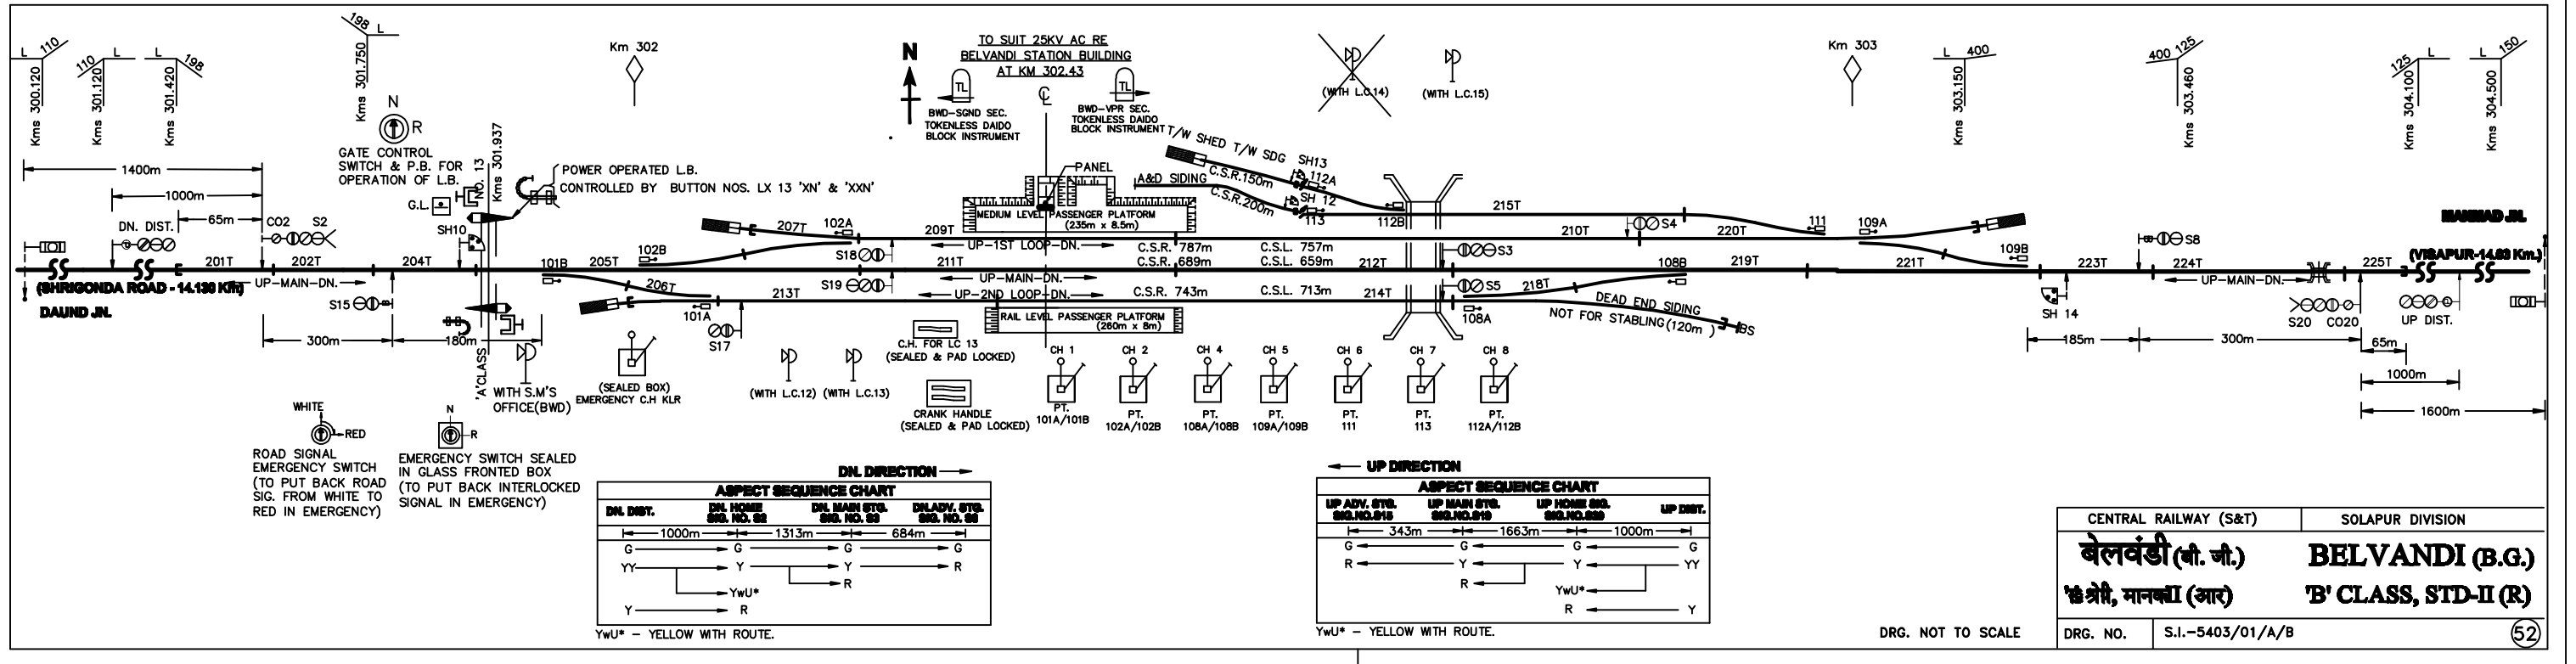 L 110
Kms 300.120
110 L
Kms 301.120
L 198
Kms 301.420
198 L
Kms 301.750
Km 302
N
TO SUIT 25KV AC RE
BELVANDI STATION BUILDING
AT KM 302.43
TL
BWD-SGND SEC.
TOKENLESS DAIDO
BLOCK INSTRUMENT
TL
BWD-VPR SEC.
TOKENLESS DAIDO
BLOCK INSTRUMENT
(WITH L.C.14)
(WITH L.C.15)
Km 303
L 400
Kms 303.150
400 125
Kms 303.460
125 L
Kms 304.100
L 150
Kms 304.500
N
R
GATE CONTROL
SWITCH & P.B. FOR
OPERATION OF L.B.
NO. 13
Kms 301.937
POWER OPERATED L.B.
CONTROLLED BY BUTTON NOS. LX 13 'XN' & 'XXN'
G.L.
SH10
1400m
1000m
65m
DN. DIST.
CO2 S2
PANEL
MEDIUM LEVEL PASSENGER PLATFORM
(235m x 8.5m)
A&D SIDING
T/W SHED T/W SDG SH13
C.S.R.150m
C.S.R.200m
112A
SH 12
113
112B
215T
S4
111
109A
109B
S8
MANMAD JN.
(VISAPUR-14.03 Km.)
207T
102A
102B
209T
UP-1ST LOOP-DN.
C.S.R. 787m
C.S.L. 757m
210T
220T
S3
S18
201T
202T
204T
101B
205T
211T
UP-MAIN-DN.
C.S.R. 689m
C.S.L. 659m
212T
108B
219T
221T
223T
224T
225T
(SHRIGONDA ROAD - 14.130 Km)
UP-MAIN-DN.
UP-MAIN-DN.
DAUND JN.
S15
206T
101A
213T
S19
UP-2ND LOOP-DN.
C.S.R. 743m
C.S.L. 713m
214T
S5
218T
108A
DEAD END SIDING
NOT FOR STABLING(120m )
BS
SH 14
S20 CO20
UP DIST.
300m
180m
S17
RAIL LEVEL PASSENGER PLATFORM
(260m x 8m)
185m
300m
65m
1000m
1600m
'A'CLASS
WITH S.M'S
OFFICE(BWD)
(SEALED BOX)
EMERGENCY C.H KLR
(WITH L.C.12)
(WITH L.C.13)
C.H. FOR LC 13
(SEALED & PAD LOCKED)
CRANK HANDLE
(SEALED & PAD LOCKED)
CH 1
PT.
101A/101B
CH 2
PT.
102A/102B
CH 4
PT.
108A/108B
CH 5
PT.
109A/109B
CH 6
PT.
111
CH 7
PT.
113
CH 8
PT.
112A/112B
WHITE
RED
ROAD SIGNAL
EMERGENCY SWITCH
(TO PUT BACK ROAD
SIG. FROM WHITE TO
RED IN EMERGENCY)
N
R
EMERGENCY SWITCH SEALED
IN GLASS FRONTED BOX
(TO PUT BACK INTERLOCKED
SIGNAL IN EMERGENCY)
DN. DIRECTION
ASPECT SEQUENCE CHART
DN. DIST. DN. HOME DN. MAIN STG. DN.ADV. STG.
SIG. NO. S2 SIG. NO. S3 SIG. NO. S8
1000m 1313m 684m
G G G G
YY Y Y R
R
YwU*
Y R
YwU* - YELLOW WITH ROUTE.
UP DIRECTION
ASPECT SEQUENCE CHART
UP ADV. STG. UP MAIN STG. UP HOME SIG. UP DIST.
SIG.NO.S15 SIG.NO.S19 SIG.NO.S20
343m 1663m 1000m
G G G G
R Y Y YY
R
YwU*
R Y
YwU* - YELLOW WITH ROUTE.
DRG. NOT TO SCALE
CENTRAL RAILWAY (S&T) SOLAPUR DIVISION
बेलवंडी (बी. जी.) BELVANDI (B.G.)
श्रेणी, मानक II (आर) 'B' CLASS, STD-II (R)
DRG. NO. S.I.-5403/01/A/B 52